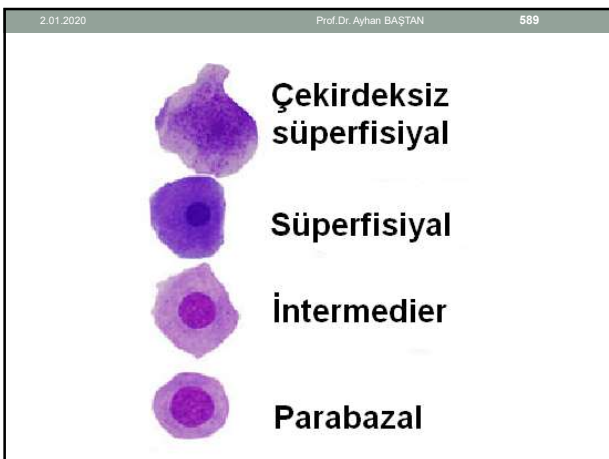 2.01.2020 Prof.Dr. Ayhan BAŞTAN 589
Çekirdeksiz
süperfisiyal
Süperfisiyal
İntermedier
Parabazal